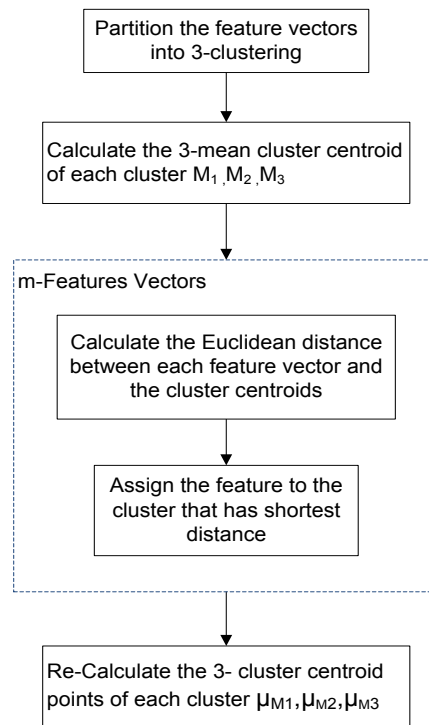 Partition the feature vectors
into 3-clustering
Calculate the 3-mean cluster centroid
of each cluster M₁,M₂,M₃
m-Features Vectors
Calculate the Euclidean distance
between each feature vector and
the cluster centroids
Assign the feature to the
cluster that has shortest
distance
Re-Calculate the 3- cluster centroid
points of each cluster μM1,μM2,μM3